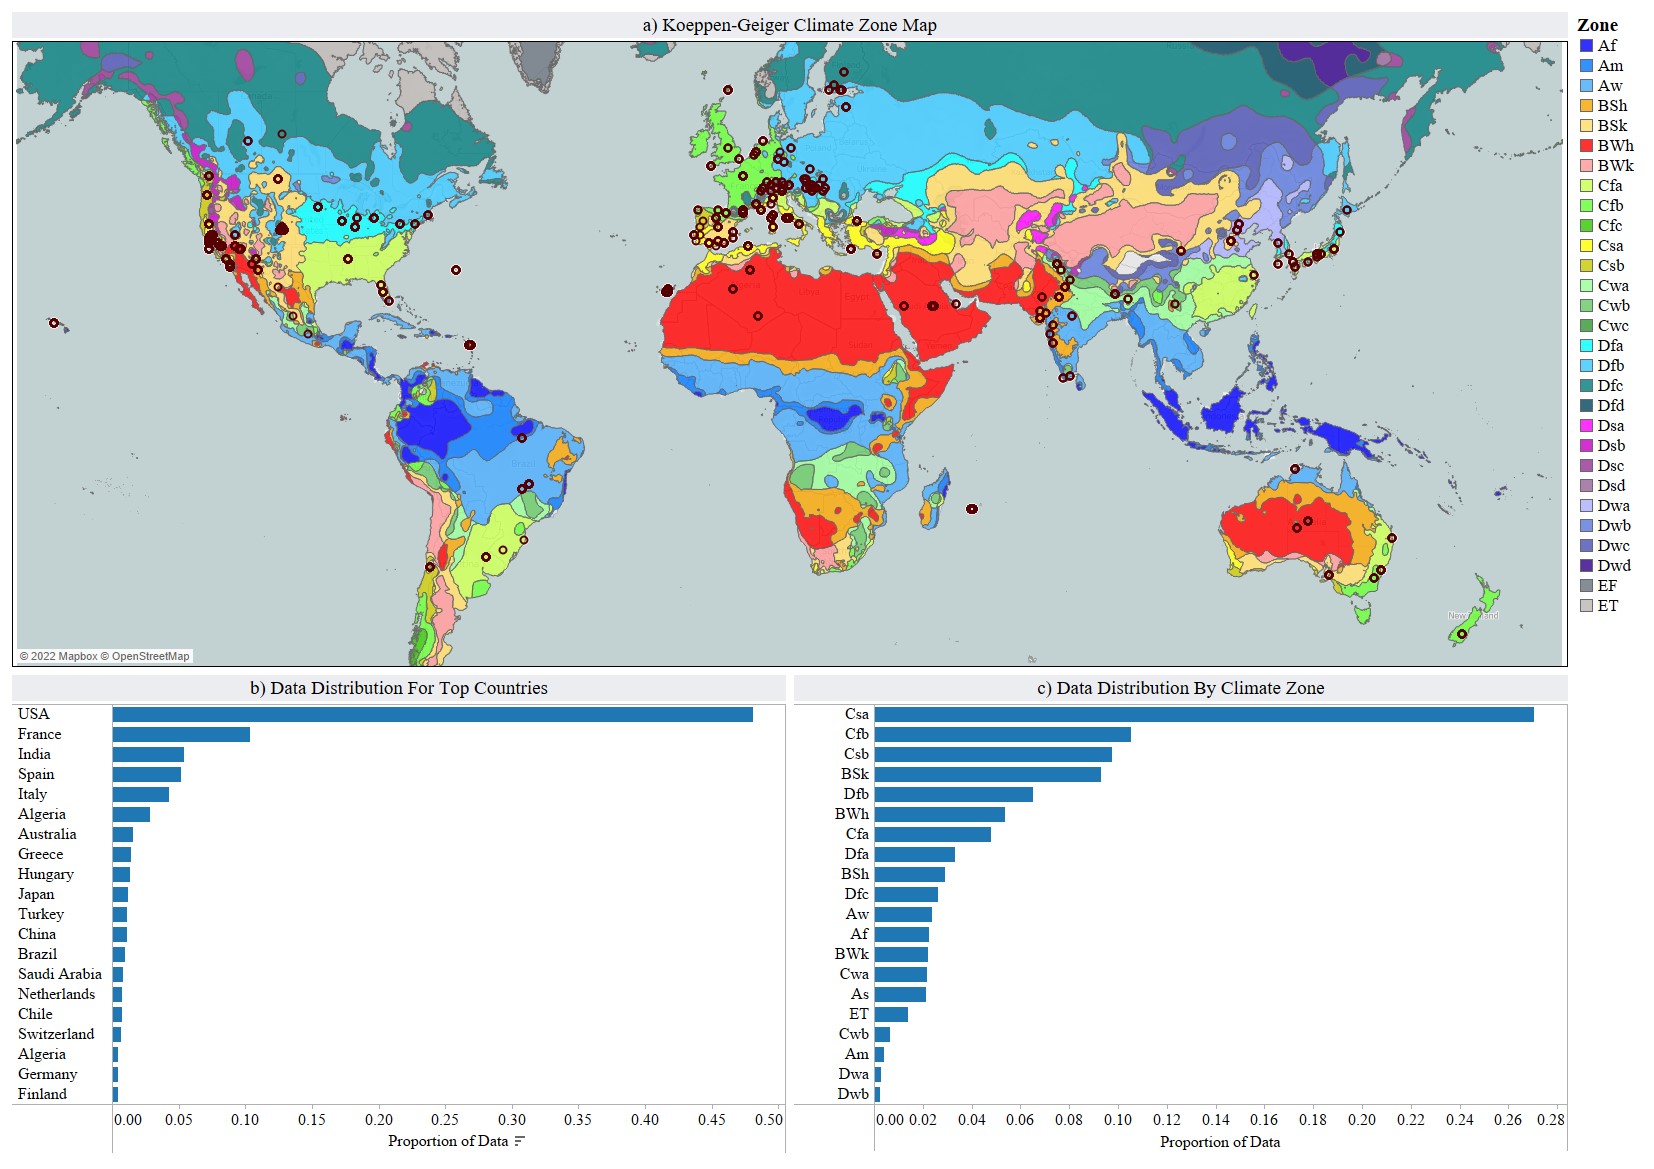 a) Koeppen-Geiger Climate Zone Map
Zone
Af
Am
Aw
BSh
BSk
BWh
BWk
Cfa
Cfb
Cfc
Csa
Csb
Cwa
Cwb
Cwc
Dfa
Dfb
Dfc
Dfd
Dsa
Dsb
Dsc
Dsd
Dwa
Dwb
Dwc
Dwd
EF
ET
© 2022 Mapbox © OpenStreetMap
b) Data Distribution For Top Countries
USA
France
India
Spain
Italy
Algeria
Australia
Greece
Hungary
Japan
Turkey
China
Brazil
Saudi Arabia
Netherlands
Chile
Switzerland
Algeria
Germany
Finland
0.00 0.05 0.10 0.15 0.20 0.25 0.30 0.35 0.40 0.45 0.50
Proportion of Data
c) Data Distribution By Climate Zone
Csa
Cfb
Csb
BSk
Dfb
BWh
Cfa
Dfa
BSh
Dfc
Aw
Af
BWk
Cwa
As
ET
Cwb
Am
Dwa
Dwb
0.00 0.02 0.04 0.06 0.08 0.10 0.12 0.14 0.16 0.18 0.20 0.22 0.24 0.26 0.28
Proportion of Data